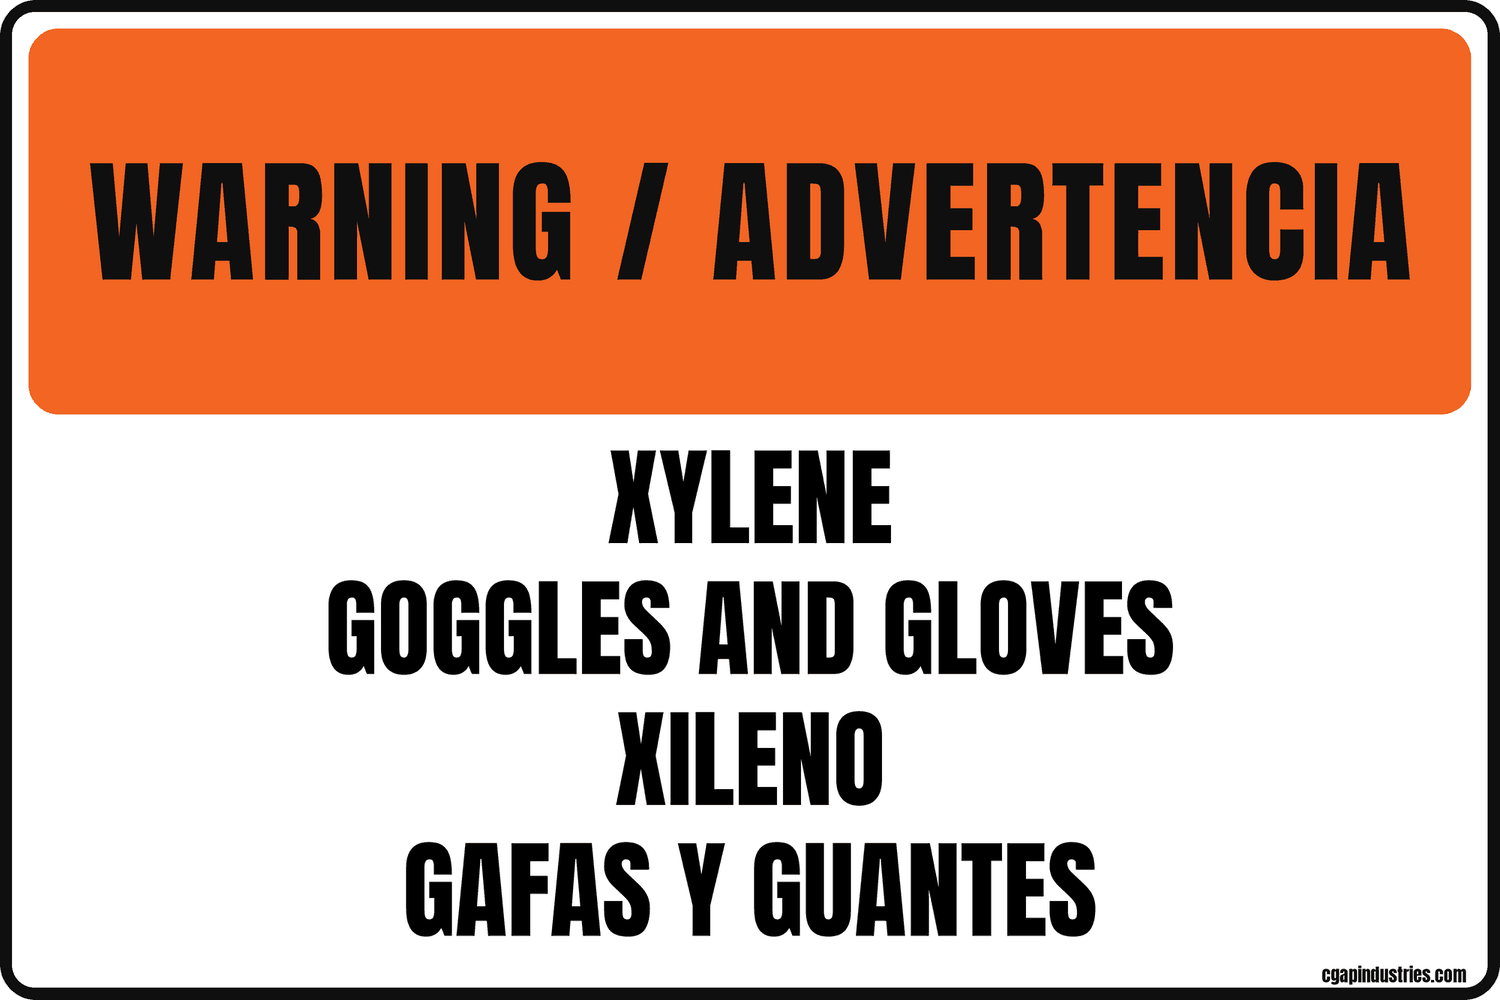 WARNING / ADVERTENCIA
XYLENE
GOGGLES AND GLOVES
XILENO
GAFAS Y GUANTES
cgapindustries.com